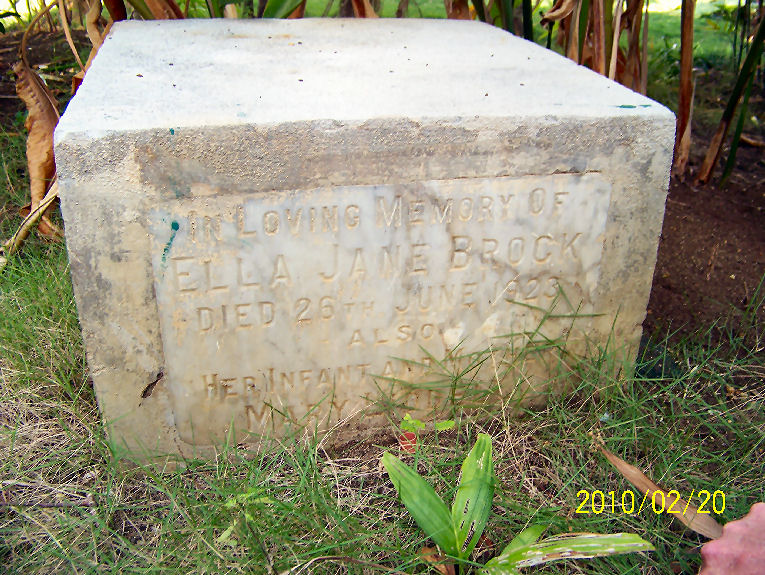 IN LOVING MEMORY OF
ELLA JANE BROCK
DIED 26TH JUNE 1923
ALSO
HER INFANT
2010/02/20